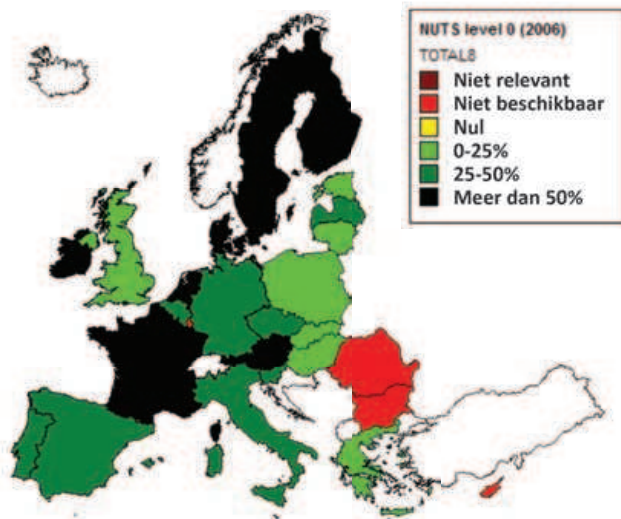 NUTS level 0 (2006)
TOTAL8
Niet relevant
Niet beschikbaar
Nul
0-25%
25-50%
Meer dan 50%